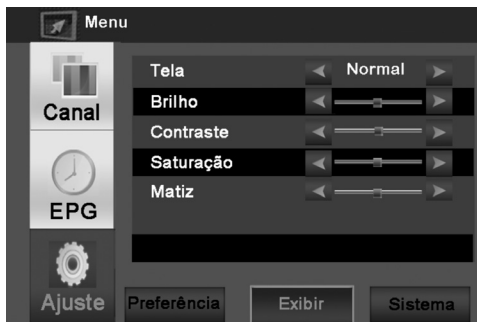 Menu
Canal
EPG
Ajuste
Tela Normal
Brilho
Contraste
Saturação
Matiz
Preferência Exibir Sistema